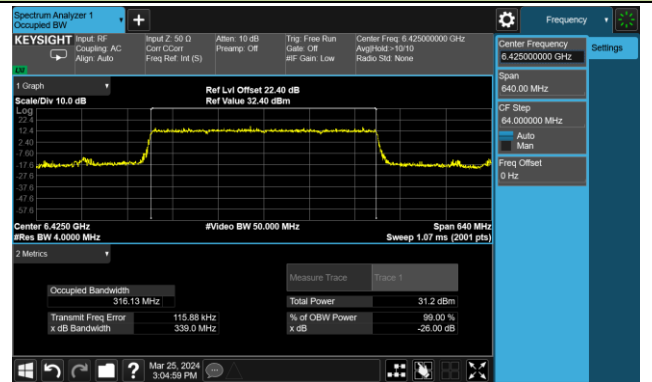 Spectrum Analyzer 1
Occupied BW
Frequency
KEYSIGHT
Input: RF
Coupling: AC
Align: Auto
Input Z: 50 Ω
Corr CCorr
Freq Ref: Int (S)
Atten: 10 dB
Preamp: Off
Trig: Free Run
Gate: Off
#IF Gain: Low
Center Freq: 6.425000000 GHz
Avg|Hold:>10/10
Radio Std: None
Center Frequency
6.425000000 GHz
Settings
Span
640.00 MHz
CF Step
64.000000 MHz
Auto
Man
Freq Offset
0 Hz
1 Graph
Scale/Div 10.0 dB
Ref Lvl Offset 22.40 dB
Ref Value 32.40 dBm
Log
22.4
12.4
2.40
-7.60
-17.6
-27.6
-37.6
-47.6
-57.6
Center 6.4250 GHz
#Res BW 4.0000 MHz
#Video BW 50.000 MHz
Span 640 MHz
Sweep 1.07 ms (2001 pts)
2 Metrics
Measure Trace
Trace 1
Occupied Bandwidth
316.13 MHz
Total Power
31.2 dBm
Transmit Freq Error
115.88 kHz
% of OBW Power
99.00 %
x dB Bandwidth
339.0 MHz
x dB
-26.00 dB
Mar 25, 2024
3:04:59 PM